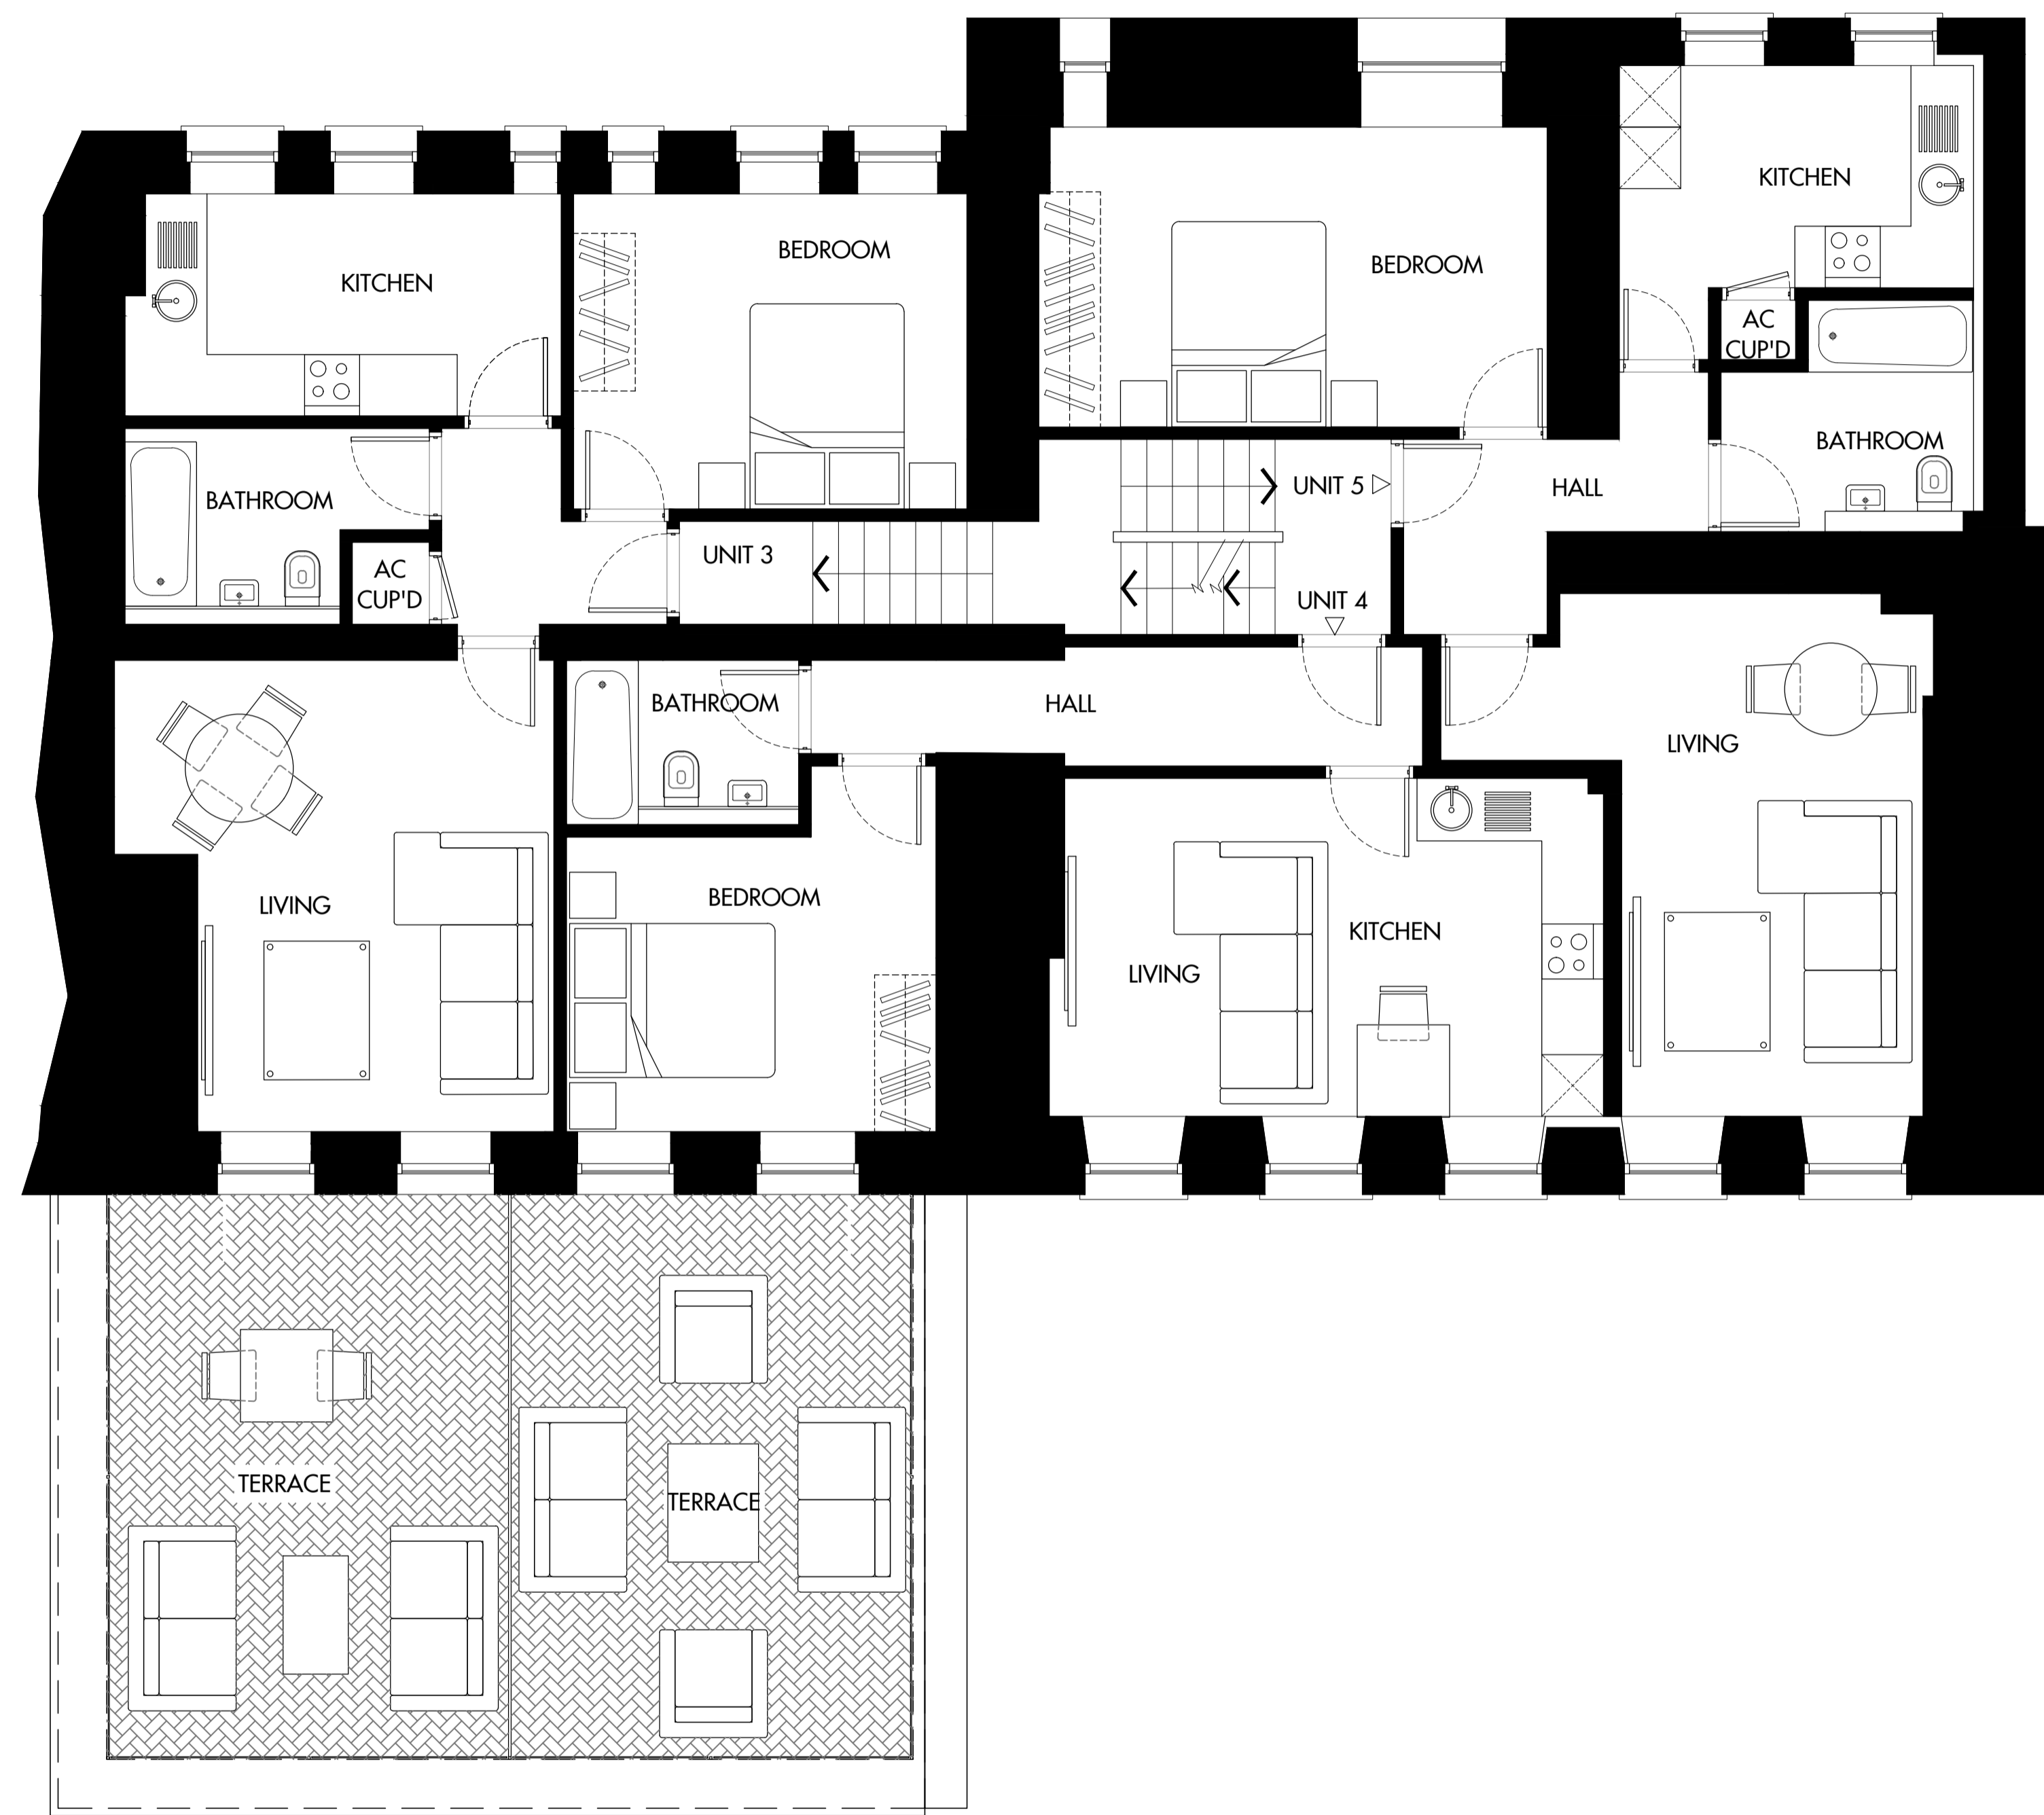 KITCHEN
BEDROOM
BEDROOM
KITCHEN
AC
CUP'D
BATHROOM
BATHROOM
UNIT 5
HALL
UNIT 3
AC
CUP'D
UNIT 4
BATHROOM
HALL
LIVING
LIVING
BEDROOM
KITCHEN
LIVING
TERRACE
TERRACE